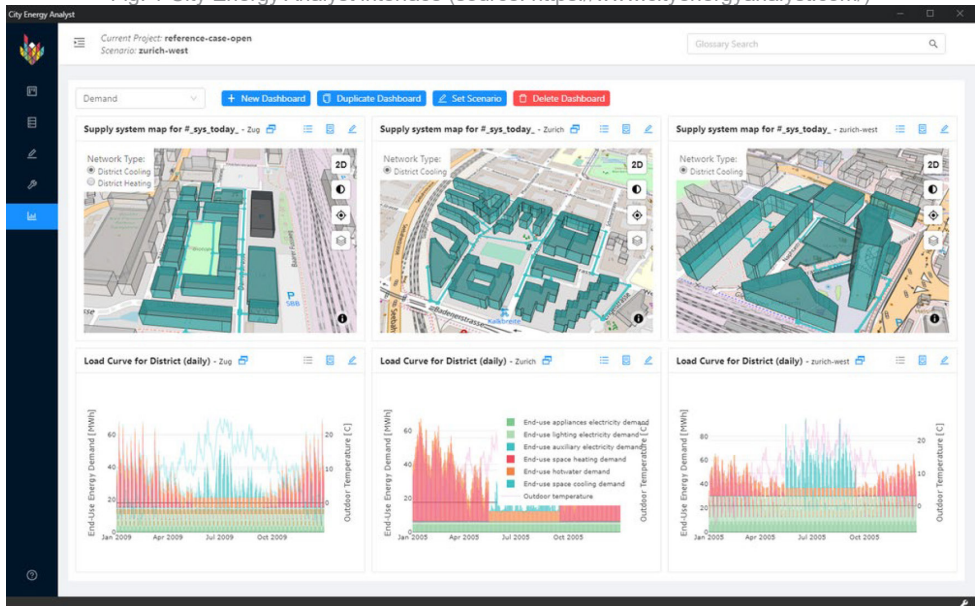 Fig. 1 City Energy Analyst interface (source: https://www.cityenergyanalyst.com/)
City Energy Analyst
Current Project: reference-case-open
Scenario: zurich-west
Glossary Search
Demand
+ New Dashboard
Duplicate Dashboard
Set Scenario
Delete Dashboard
Supply system map for #_sys_today_ - Zug
Network Type:
District Cooling
District Heating
2D
P
SBB
Supply system map for #_sys_today_ - Zurich
Network Type:
District Cooling
2D
Kalkbreite
Badenerstrasse
Supply system map for #_sys_today_ - zurich-west
Network Type:
District Cooling
2D
Load Curve for District (daily) - Zug
End-Use Energy Demand [MWh]
60
40
20
0
20
10
0
Outdoor Temperature [C]
Jan 2009
Apr 2009
Jul 2009
Oct 2009
Load Curve for District (daily) - Zurich
End-Use Energy Demand [MWh]
60
40
20
0
End-use appliances electricity demand
End-use lighting electricity demand
End-use auxiliary electricity demand
End-use space heating demand
End-use hotwater demand
End-use space cooling demand
Outdoor temperature
Outdoor Temperature [C]
Jan 2005
Apr 2005
Jul 2005
Oct 2005
Load Curve for District (daily) - zurich-west
End-Use Energy Demand [MWh]
80
60
40
20
0
20
10
0
Outdoor Temperature [C]
Jan 2005
Apr 2005
Jul 2005
Oct 2005